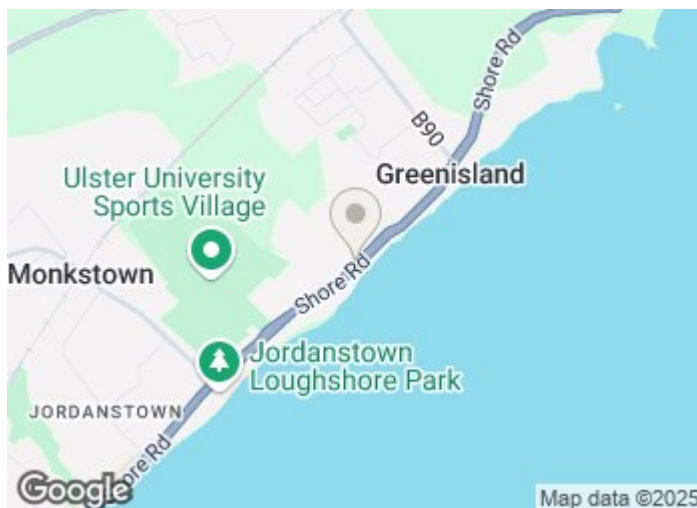 Shore Rd
B90
Greenisland
Ulster University
Sports Village
Monkstown
Shore Rd
Jordanstown
Loughshore Park
JORDANSTOWN
Shore Rd
Google
Map data ©2025